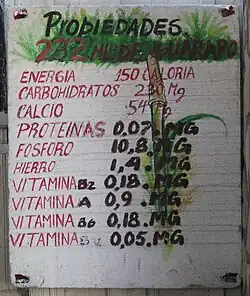 PIOBIEDADES
232 ML DE GUARAPO
ENERGIA 150 CALORIA
CARBOHIDRATOS 230 Mg
CALCIO 54 Mg
PROTEINAS 0,07.MG
FOSFORO 10,8 MG
HIERRO 1,4.MG
VITAMINA B2 0,18.MG
VITAMINA A 0,9.MG
VITAMINA B6 0,18.MG
VITAMINA 0,05.MG